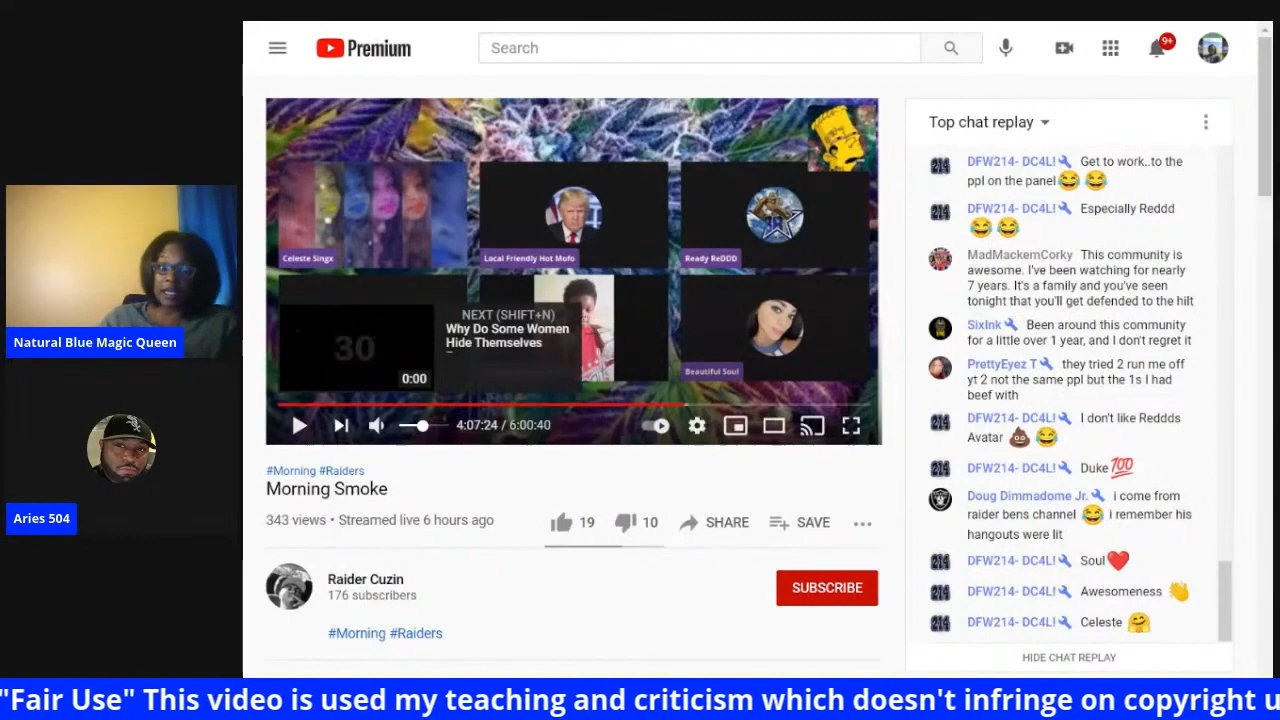 Premium
Search
9+
Celeste Singx
Local Friendly Hot Mofo
Ready ReDDD
30
0:00
NEXT (SHIFT+N)
Why Do Some Women
Hide Themselves
Beautiful Soul
4:07:24 / 6:00:40
#Morning #Raiders
Morning Smoke
343 views • Streamed live 6 hours ago
19
10
SHARE
SAVE
Raider Cuzin
176 subscribers
SUBSCRIBE
#Morning #Raiders
Top chat replay
DFW214- DC4L! Get to work..to the
ppl on the panel😂 😂
DFW214- DC4L! Especially Reddd
😂 😂
MadMackemCorky This community is
awesome. I've been watching for nearly
7 years. It's a family and you've seen
tonight that you'll get defended to the hilt
SixInk Been around this community
for a little over 1 year, and I don't regret it
PrettyEyez T they tried 2 run me off
yt 2 not the same ppl but the 1s I had
beef with
DFW214- DC4L! I don't like Reddds
Avatar 💩 😂
DFW214- DC4L! Duke💯
Doug Dimmadome Jr. i come from
raider bens channel 😂 i remember his
hangouts were lit
DFW214- DC4L! Soul❤️
DFW214- DC4L! Awesomeness 👏
DFW214- DC4L! Celeste 🤗
HIDE CHAT REPLAY
Natural Blue Magic Queen
Aries 504
"Fair Use" This video is used my teaching and criticism which doesn't infringe on copyright u